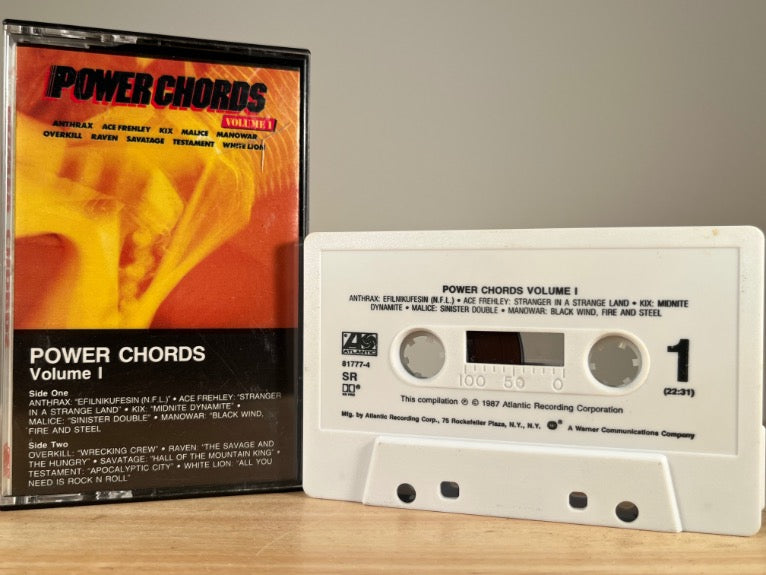 POWER CHORDS
VOLUME 1
ANTHRAX ACE FREHLEY KIX MALICE MANOWAR
OVERKILL RAVEN SAVATAGE TESTAMENT WHITE LION
POWER CHORDS
Volume I
Side One
ANTHRAX: "EFILNIKUFESIN (N.F.L.)" • ACE FREHLEY: "STRANGER
IN A STRANGE LAND" • KIX: "MIDNITE DYNAMITE" •
MALICE: "SINISTER DOUBLE" • MANOWAR: "BLACK WIND,
FIRE AND STEEL
Side Two
OVERKILL: "WRECKING CREW" • RAVEN: "THE SAVAGE AND
THE HUNGRY" • SAVATAGE: "HALL OF THE MOUNTAIN KING" •
TESTAMENT: "APOCALYPTIC CITY" • WHITE LION: "ALL YOU
NEED IS ROCK N ROLL"
POWER CHORDS VOLUME I
ANTHRAX: EFILNIKUFESIN (N.F.L.) • ACE FREHLEY: STRANGER IN A STRANGE LAND • KIX: MIDNITE
DYNAMITE • MALICE: SINISTER DOUBLE • MANOWAR: BLACK WIND, FIRE AND STEEL
ATLANTIC
81777-4
SR
100 50 0
1
(22:31)
This compilation ℗ © 1987 Atlantic Recording Corporation
Mfg. by Atlantic Recording Corp., 75 Rockefeller Plaza, N.Y., N.Y. ® A Warner Communications Company